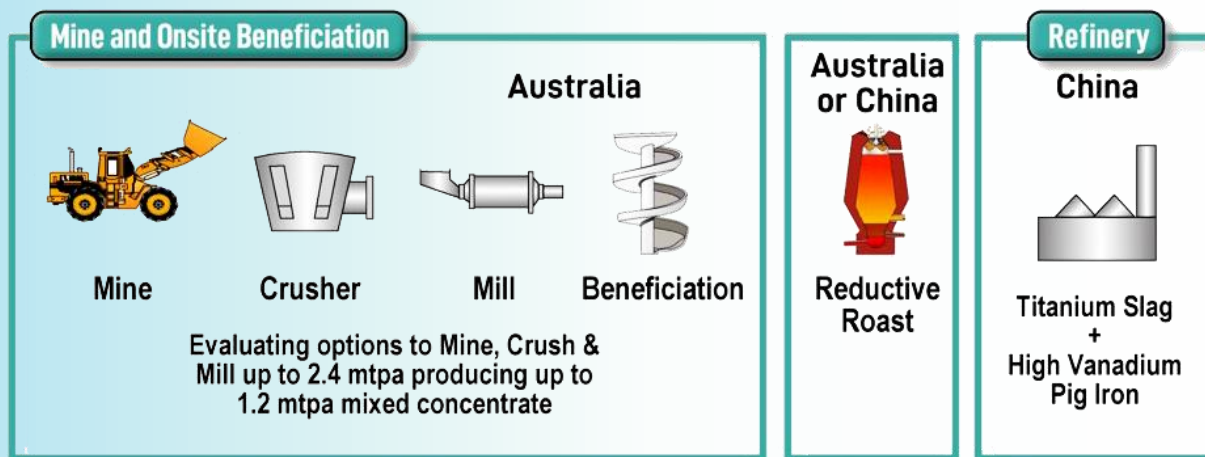 Mine and Onsite Beneficiation
Australia
Mine
Crusher
Mill
Beneficiation
Evaluating options to Mine, Crush &
Mill up to 2.4 mtpa producing up to
1.2 mtpa mixed concentrate
Australia
or China
Reductive
Roast
Refinery
China
Titanium Slag
+
High Vanadium
Pig Iron